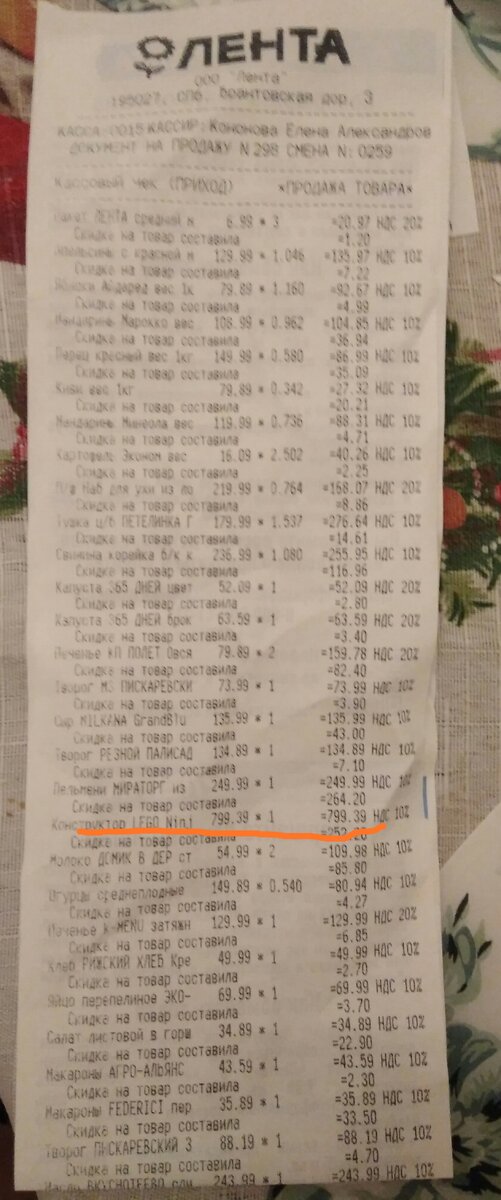 ЛЕНТА
ООО "Лента"
195027, СПб. Брантовская дор, 3
КАССА:0015 КАССИР: Кононова Елена Александров
ДОКУМЕНТ НА ПРОДАЖУ N 298 СМЕНА N: 0259
Кассовый чек (ПРИХОД) *ПРОДАЖА ТОВАРА*
Пакет ЛЕНТА средний н 6.99 * 3 =20.97 НДС 20%
Скидка на товар составила =1.20
Апельсины с красной м 129.99 * 1.046 =135.97 НДС 10%
Скидка на товар составила =7.22
Яблоки Айдаред вес 1к 79.89 * 1.160 =92.67 НДС 10%
Скидка на товар составила =4.99
Мандарины Марокко вес 108.99 * 0.962 =104.85 НДС 10%
Скидка на товар составила =36.94
Перец красный вес 1кг 149.98 * 0.580 =86.99 НДС 10%
Скидка на товар составила =35.09
Киви вес 1кг 79.89 * 0.342 =27.32 НДС 10%
Скидка на товар составила =20.21
Мандарины Минеола вес 119.99 * 0.736 =88.31 НДС 10%
Скидка на товар составила =4.71
Картофель Эконом вес 16.09 * 2.502 =40.26 НДС 10%
Скидка на товар составила =2.25
П/ф Наб для ухи из ло 219.99 * 0.764 =168.07 НДС 20%
Скидка на товар составила =8.86
Тушка ц/б ПЕТЕЛИНКА Г 179.99 * 1.537 =276.64 НДС 10%
Скидка на товар составила =14.61
Свинина корейка б/к к 236.99 * 1.080 =255.95 НДС 10%
Скидка на товар составила =116.96
Капуста 365 ДНЕЙ цвет 52.09 * 1 =52.09 НДС 20%
Скидка на товар составила =2.80
Капуста 365 ДНЕЙ брок 63.59 * 1 =63.59 НДС 20%
Скидка на товар составила =3.40
Печенье КП ПОЛЕТ Овся 79.89 * 2 =159.78 НДС 20%
Скидка на товар составила =62.40
Творог МЗ ПИСКАРЕВСКИ 73.99 * 1 =73.99 НДС 10%
Скидка на товар составила =3.90
Сыр MILKANA GrandBlu 135.99 * 1 =135.99 НДС 10%
Скидка на товар составила =43.00
Творог РЕЗНОЙ ПАЛИСАД 134.89 * 1 =134.89 НДС 10%
Скидка на товар составила =7.10
Пельмени МИРАТОРГ из 249.99 * 1 =249.99 НДС 10%
Скидка на товар составила =264.20
Конструктор LEGO Ninj 799.39 * 1 =799.39 НДС 10%
Скидка на товар составила =252.20
Молоко ДОМИК В ДЕР ст 54.99 * 2 =109.98 НДС 10%
Скидка на товар составила =85.80
Огурцы среднеплодные 149.89 * 0.540 =80.94 НДС 10%
Скидка на товар составила =4.27
Печенье K-MENU затяжн 129.99 * 1 =129.99 НДС 20%
Скидка на товар составила =6.85
Хлеб РИЖСКИЙ ХЛЕБ Кре 49.99 * 1 =49.99 НДС 10%
Скидка на товар составила =2.70
Яйцо перепелиное ЭКО- 69.99 * 1 =69.99 НДС 10%
Скидка на товар составила =3.70
Салат листовой в горш 34.89 * 1 =34.89 НДС 10%
Скидка на товар составила =22.90
Макароны АГРО-АЛЬЯНС 43.59 * 1 =43.59 НДС 10%
Скидка на товар составила =2.30
Макароны FEDERICI пер 35.89 * 1 =35.89 НДС 10%
Скидка на товар составила =33.50
Творог ПИСКАРЕВСКИЙ З 88.19 * 1 =88.19 НДС 10%
Скидка на товар составила =4.70
Масло ВКУСНОТЕЕВО 243.99 * 1 =243.99 НДС 10%